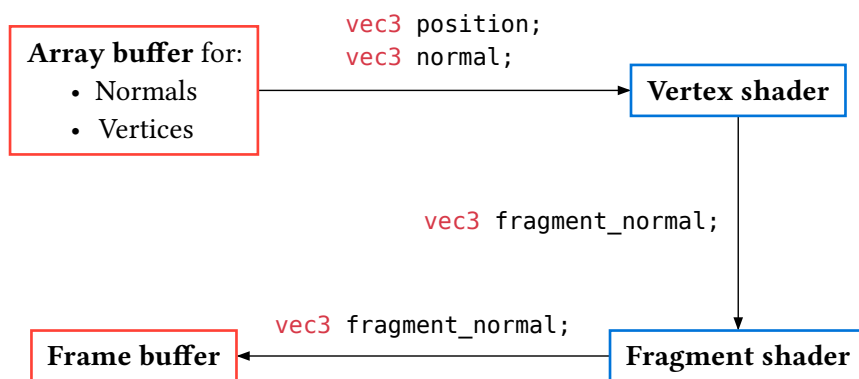 Array buffer for:
• Normals
• Vertices
vec3 position;
vec3 normal;
Vertex shader
vec3 fragment_normal;
vec3 fragment_normal;
Frame buffer
Fragment shader